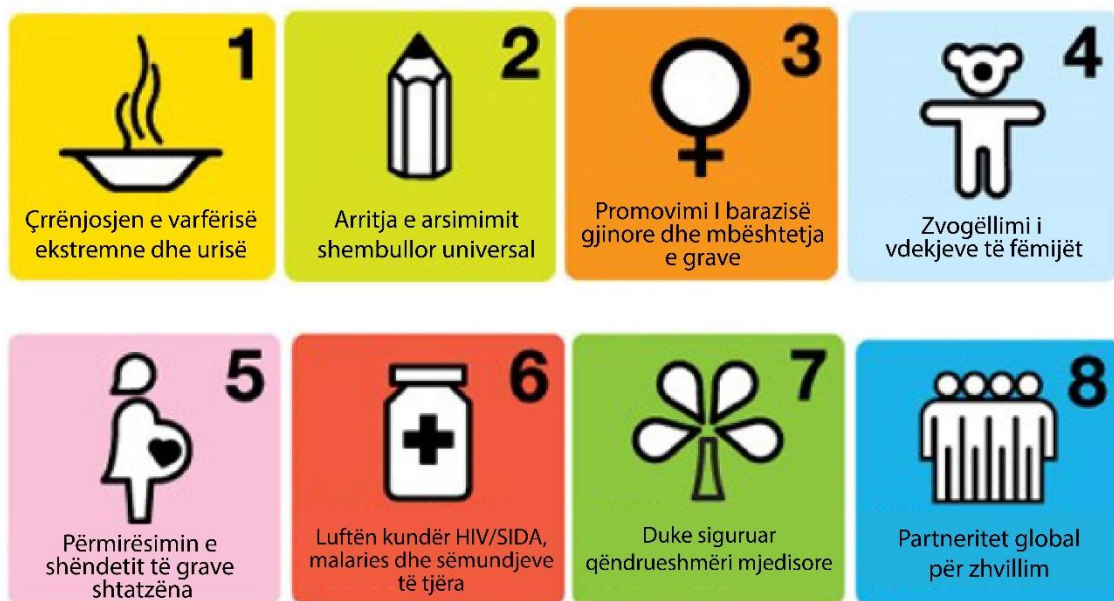 1
Çrrënjosjen e varfërisë
ekstremne dhe urisë
2
Arritja e arsimimit
shembullor universal
3
Promovimi I barazisë
gjinore dhe mbështetja
e grave
4
Zvogëllimi i
vdekjeve të fëmijët
5
Përmirësimin e
shëndetit të grave
shtatzëna
6
Luftën kundër HIV/SIDA,
malaries dhe sëmundjeve
të tjëra
7
Duke siguruar
qëndrueshmëri mjedisore
8
Partneritet global
për zhvillim